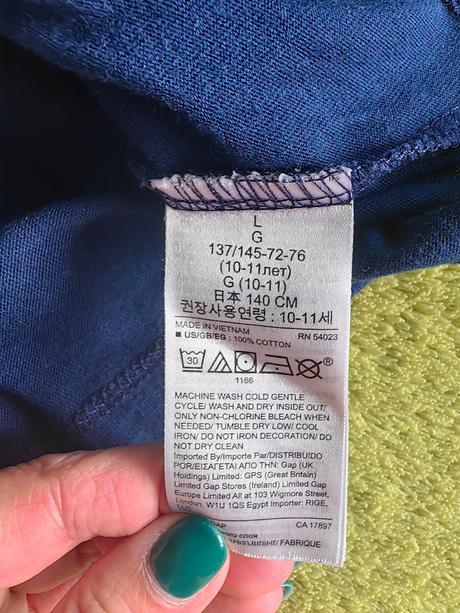 L
G
137/145-72-76
(10-11лет)
G (10-11)
日本 140 CM
권장사용연령 : 10-11세
MADE IN VIETNAM RN 54023
■ US/GB/EG : 100% COTTON
30
®
1166
MACHINE WASH COLD GENTLE
CYCLE/ WASH AND DRY INSIDE OUT/
ONLY NON-CHLORINE BLEACH WHEN
NEEDED/ TUMBLE DRY LOW/ COOL
IRON/ DO NOT IRON DECORATION/ DO
NOT DRY CLEAN
Imported By/Importe Par/DISTRIBUIDO
POR/ΕΙΣΑΓΕΤΑΙ ΑΠΟ ΤΗΝ: Gap (UK
Holdings) Limited: GPS (Great Britain)
Limited Gap Stores (Ireland) Limited Gap
Europe Limited All at 103 Wigmore Street,
London, W1U 1QS Egypt Importer: RIGE,
GAP CA 17897
слоя
/ FABRIQUE